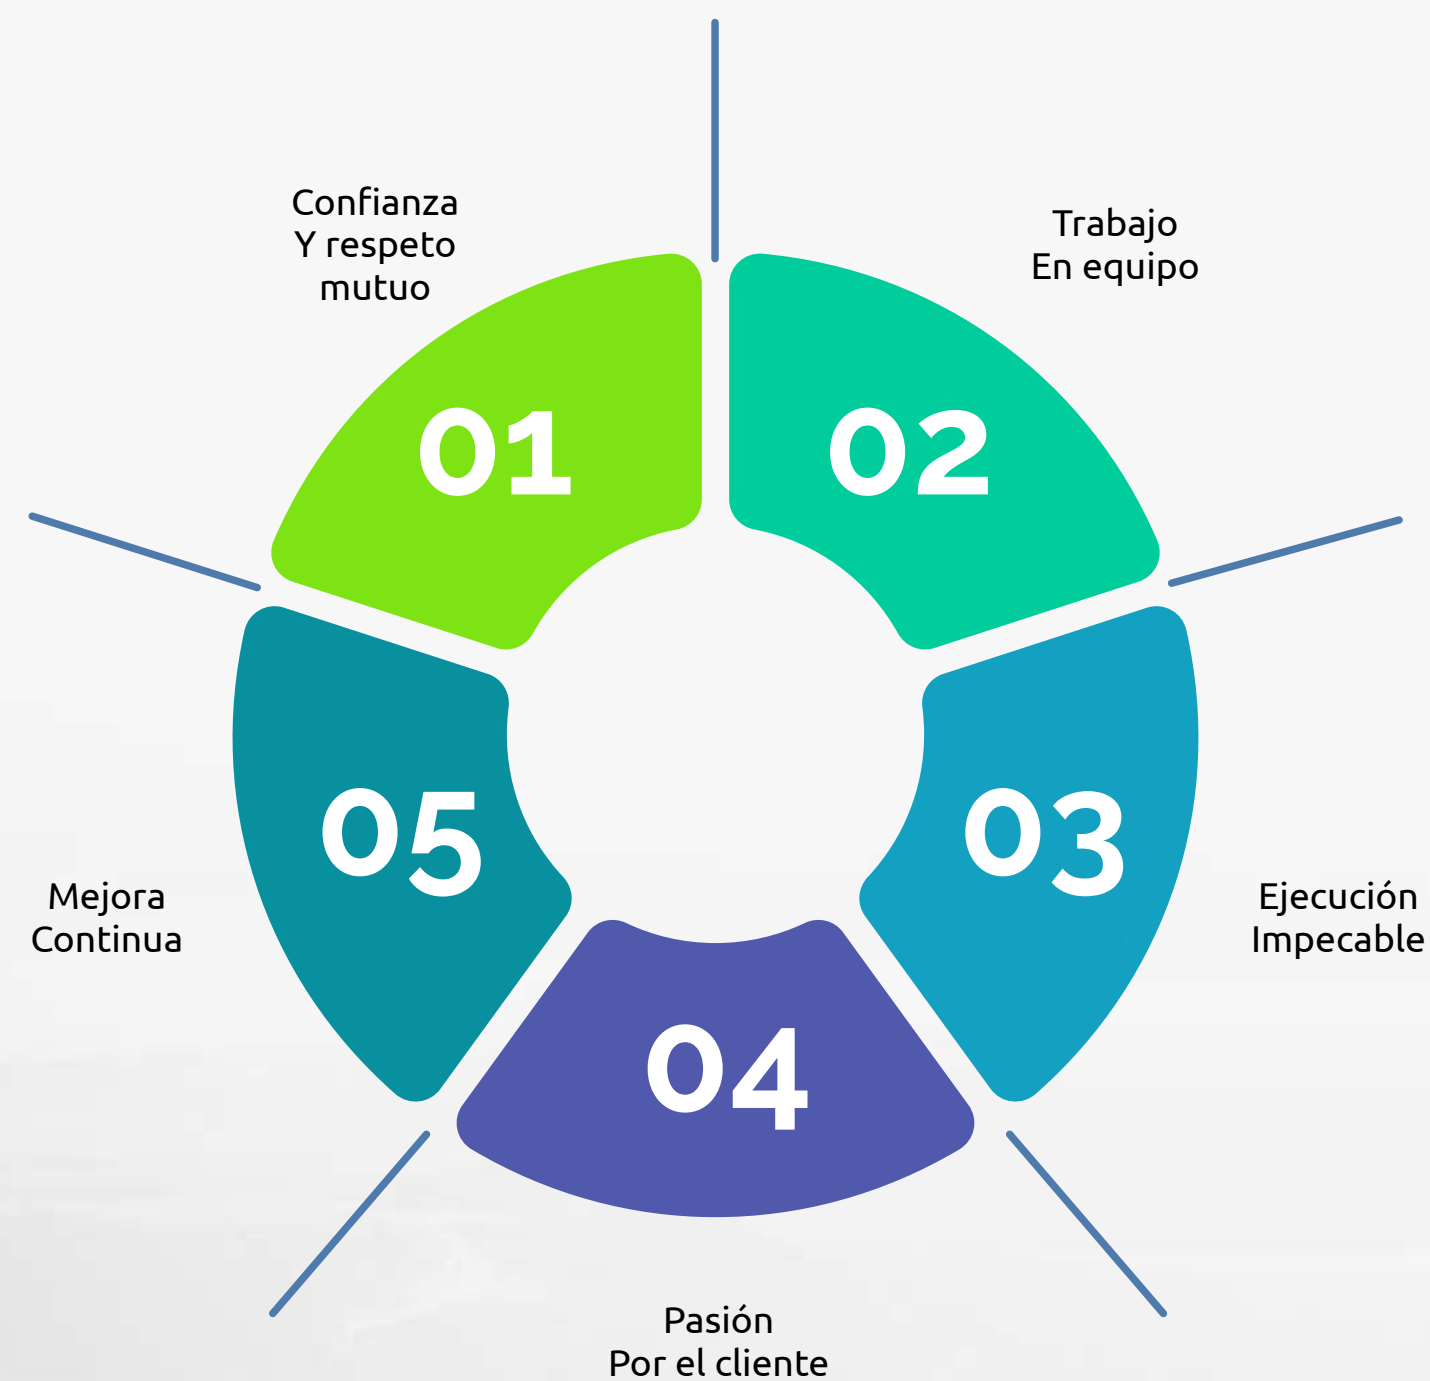 Confianza
Y respeto
mutuo
01
Trabajo
En equipo
02
Ejecución
Impecable
03
Pasión
Por el cliente
04
Mejora
Continua
05